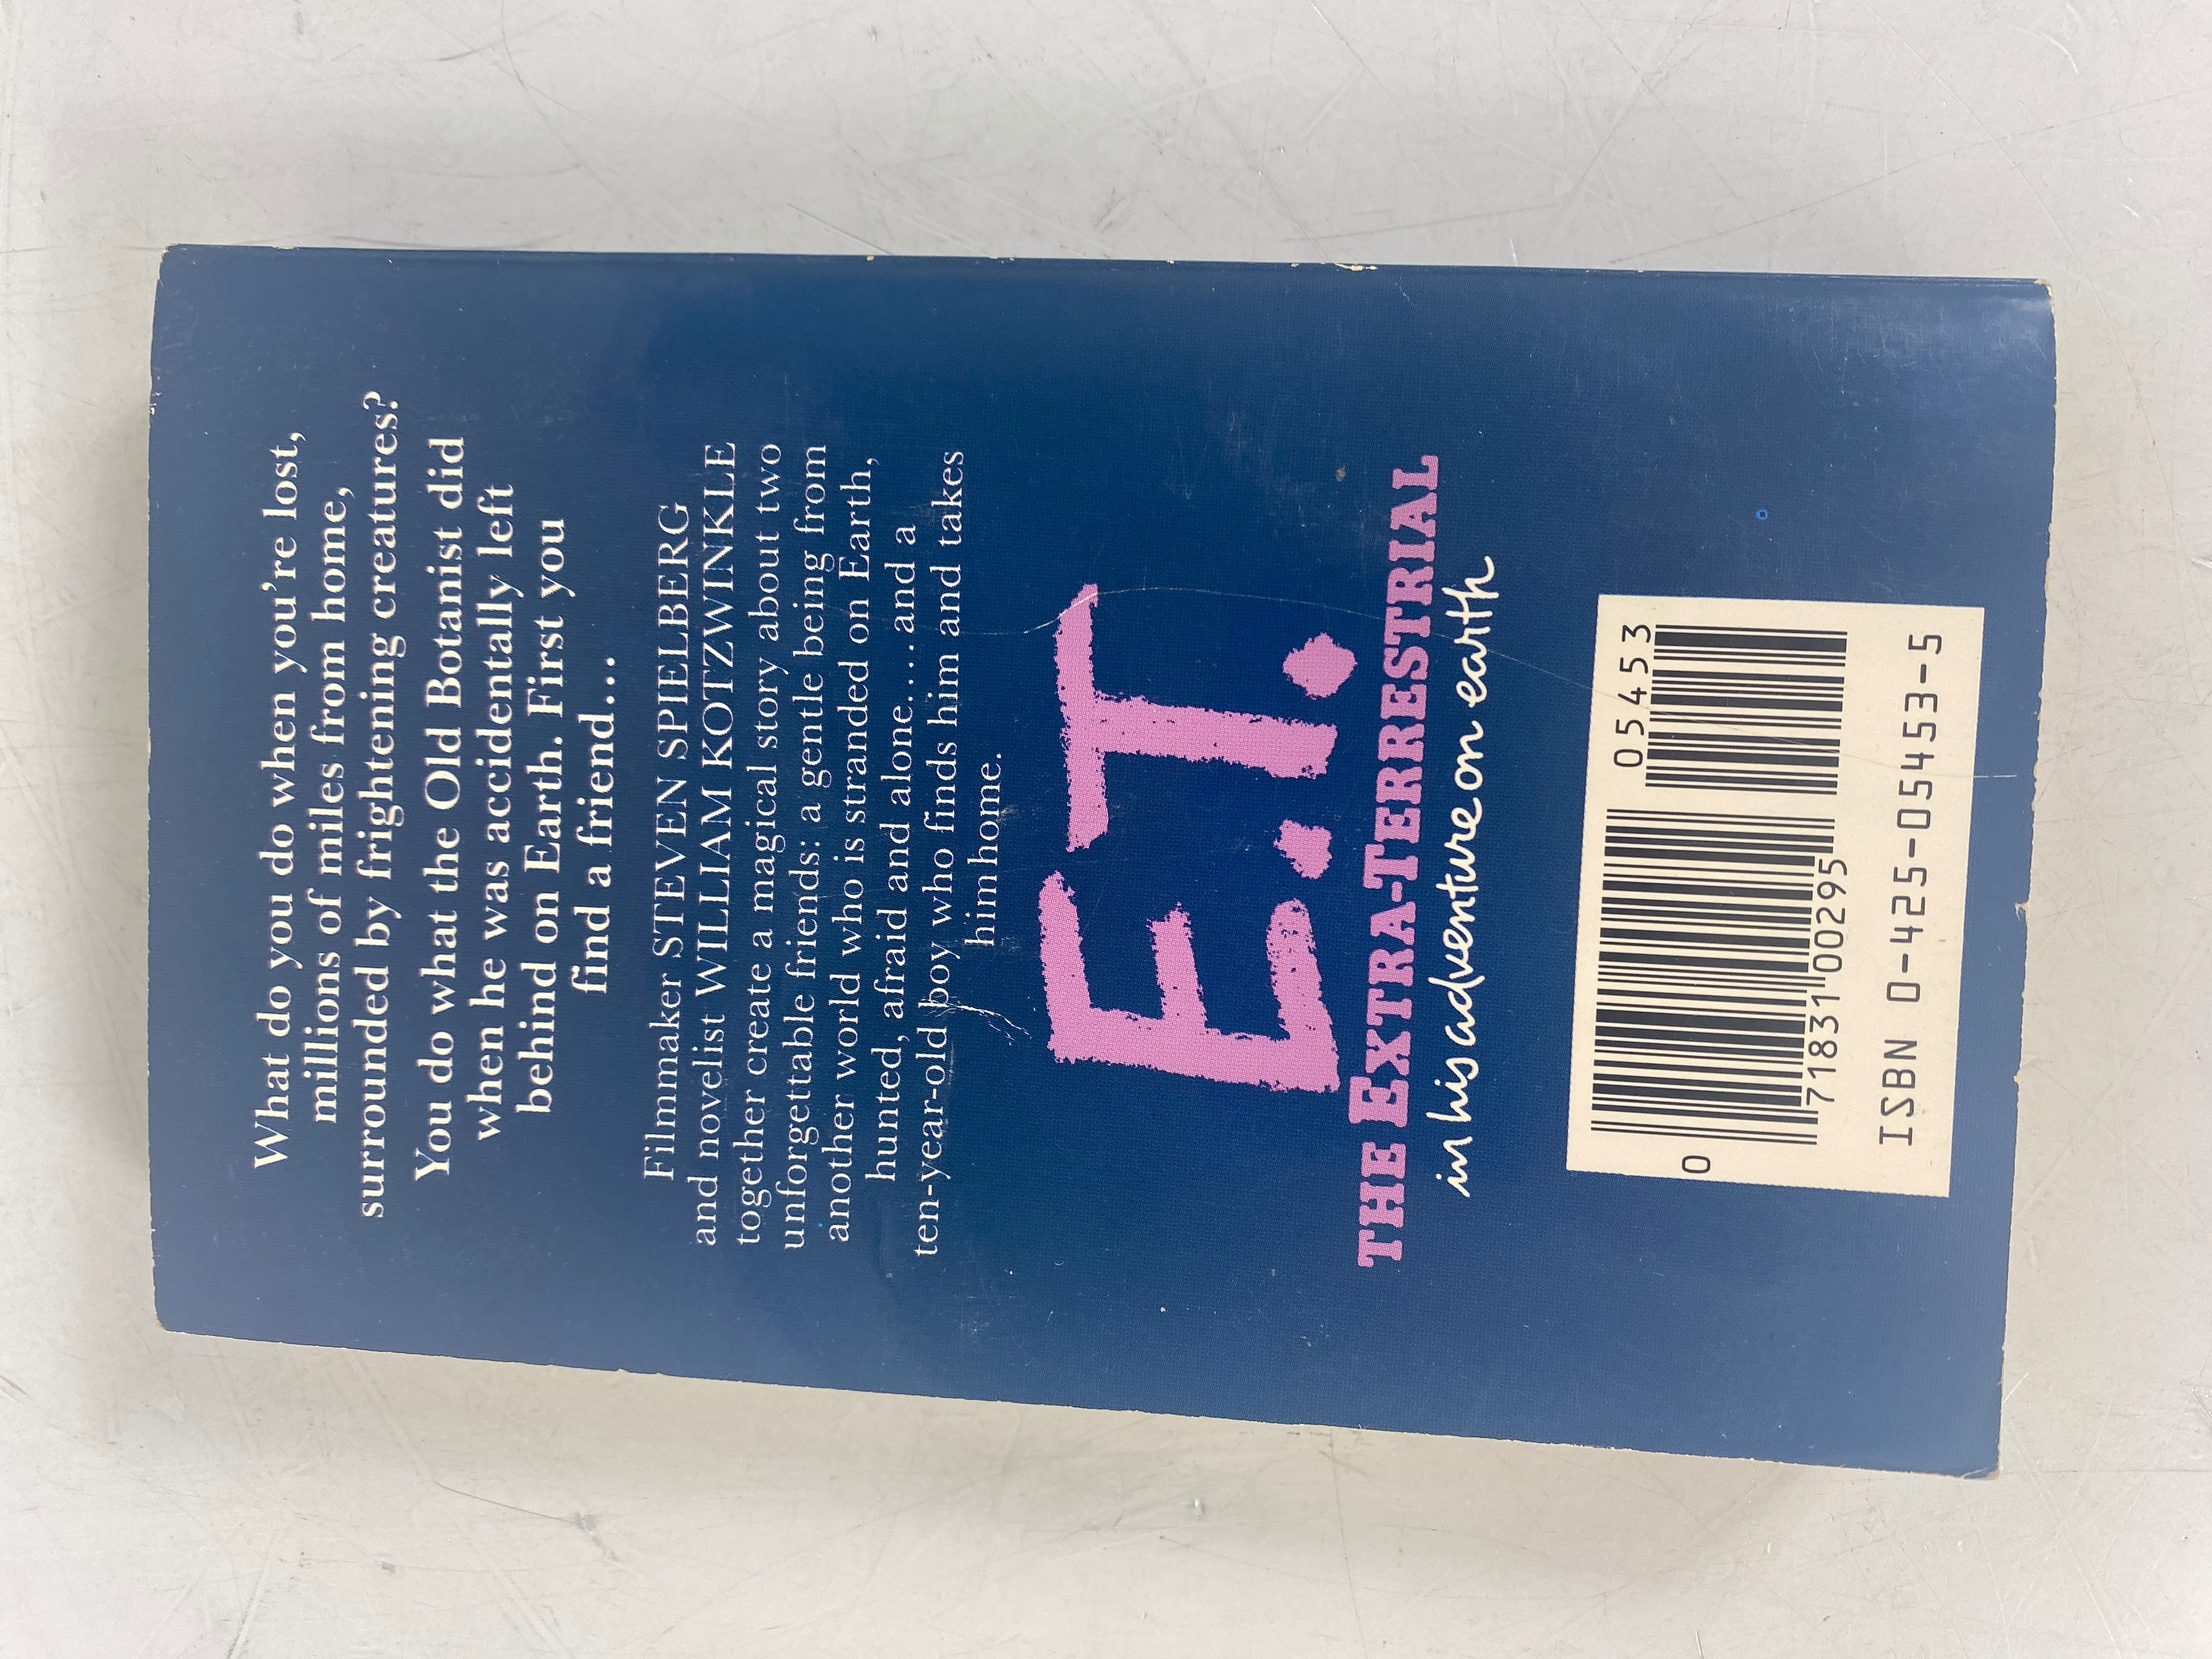 What do you do when you're lost,
millions of miles from home,
surrounded by frightening creatures?
You do what the Old Botanist did
when he was accidentally left
behind on Earth. First you
find a friend...
Filmmaker STEVEN SPIELBERG
and novelist WILLIAM KOTZWINKLE
together create a magical story about two
unforgettable friends: a gentle being from
another world who is stranded on Earth,
hunted, afraid and alone....and a
ten-year-old boy who finds him and takes
him home.
E.T.
THE EXTRA-TERRESTRIAL
in his adventure on earth
05453
0 71831 00295
ISBN 0-425-05453-5